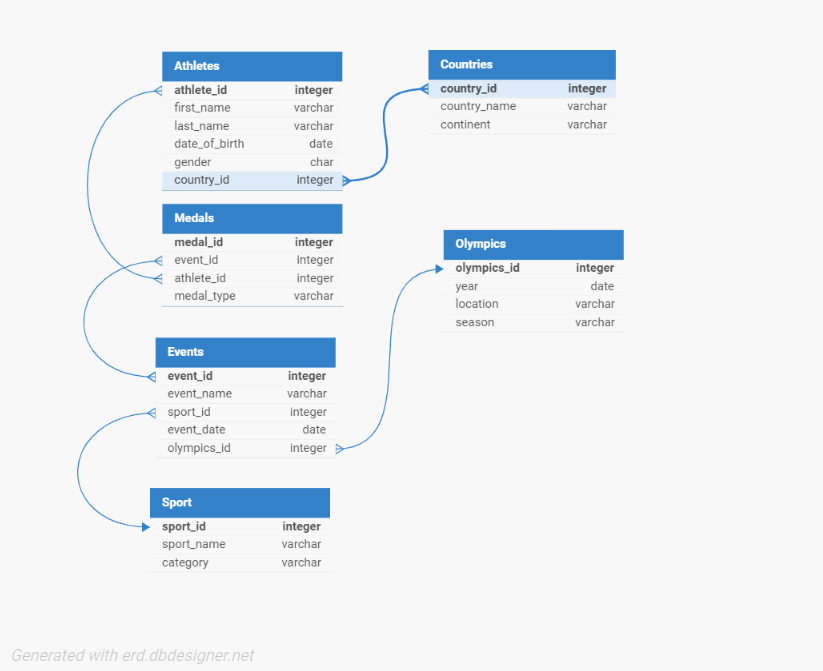 Athletes
athlete_id integer
first_name varchar
last_name varchar
date_of_birth date
gender char
country_id integer
Countries
country_id integer
country_name varchar
continent varchar
Medals
medal_id integer
event_id integer
athlete_id integer
medal_type varchar
Olympics
olympics_id integer
year date
location varchar
season varchar
Events
event_id integer
event_name varchar
sport_id integer
event_date date
olympics_id integer
Sport
sport_id integer
sport_name varchar
category varchar
Generated with erd.dbdesigner.net